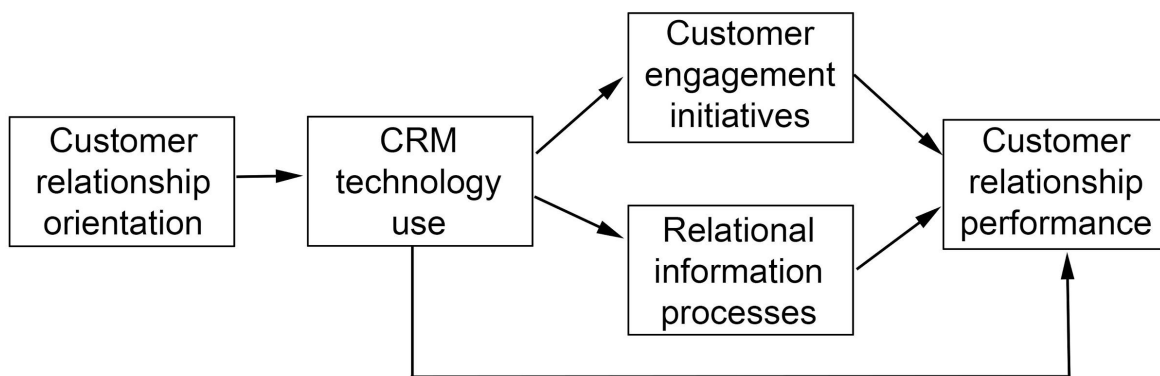 Customer
relationship
orientation
CRM
technology
use
Customer
engagement
initiatives
Relational
information
processes
Customer
relationship
performance